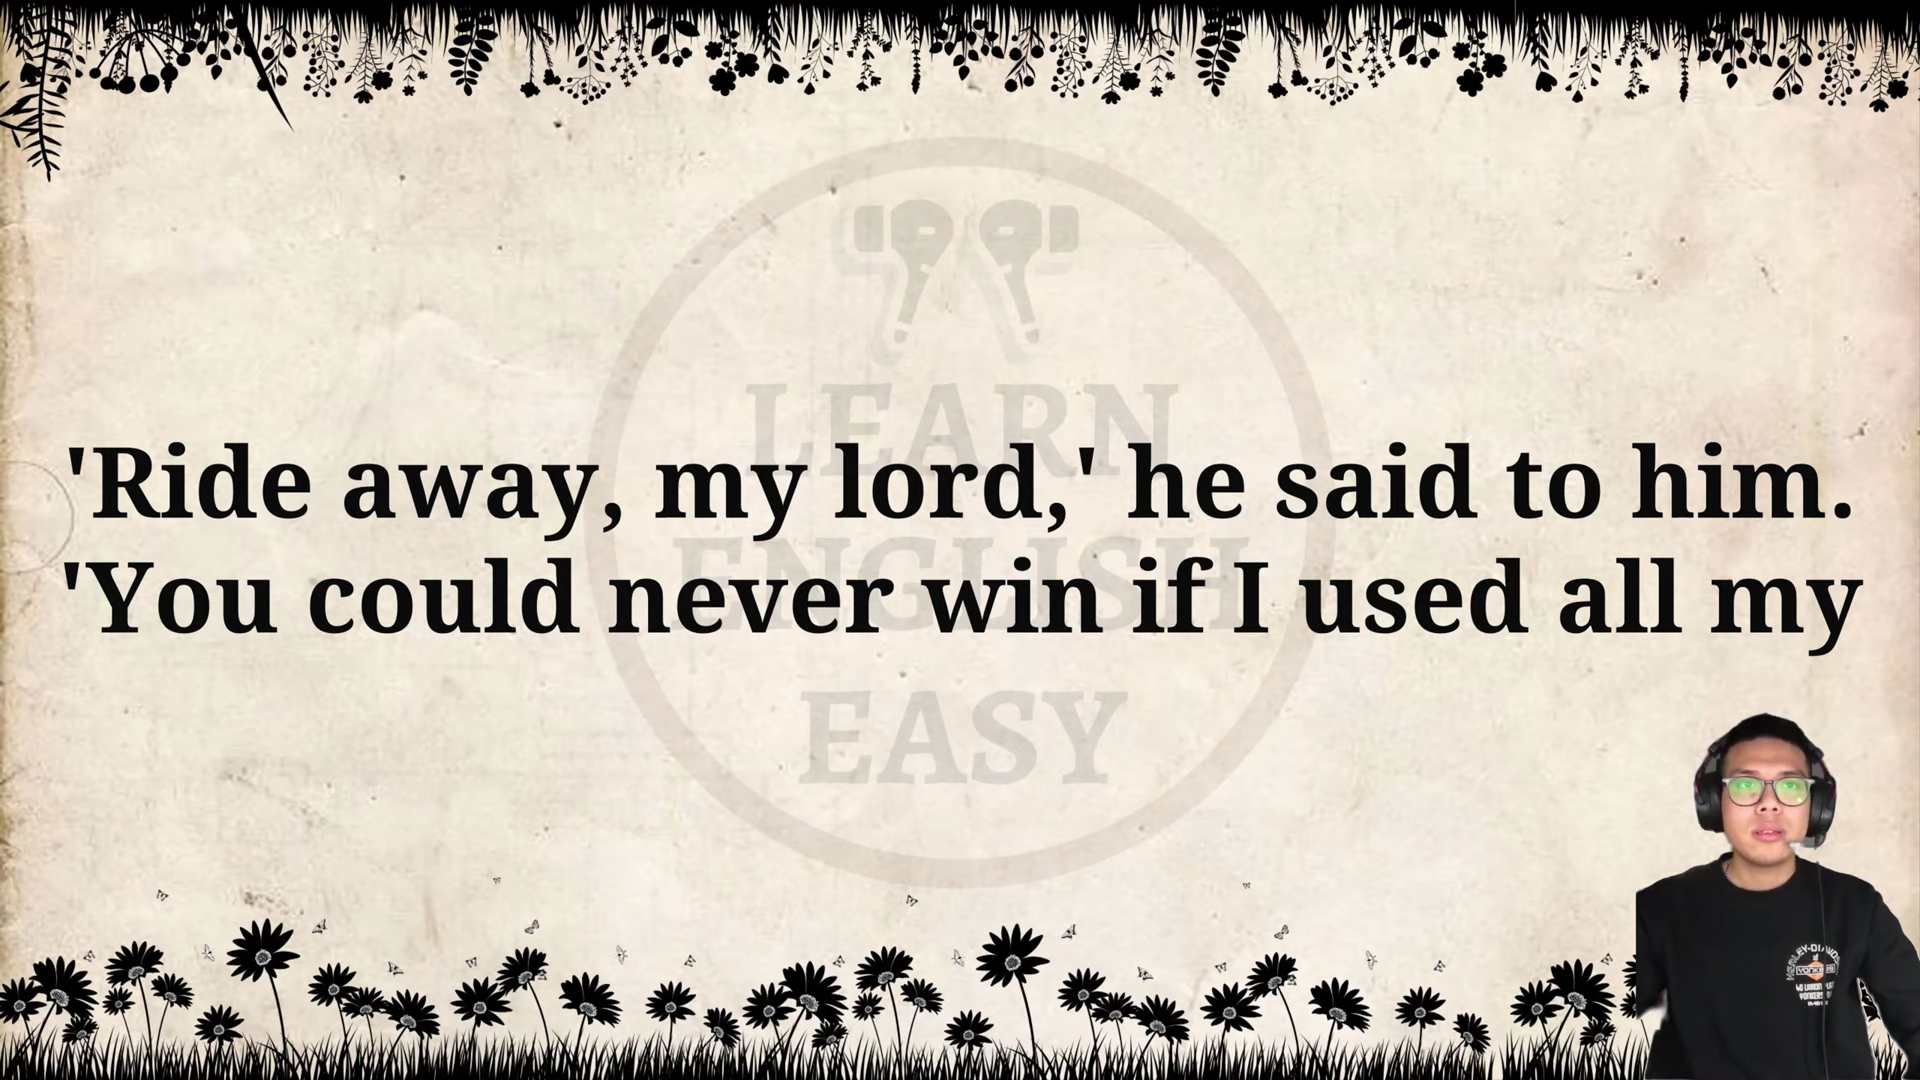 'Ride away, my lord,' he said to him.
'You could never win if I used all my
LEARN
ENGLISH
EASY